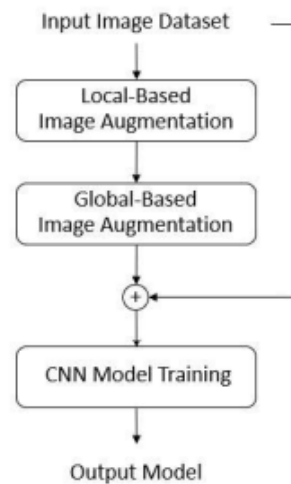 Input Image Dataset
Local-Based
Image Augmentation
Global-Based
Image Augmentation
+
CNN Model Training
Output Model